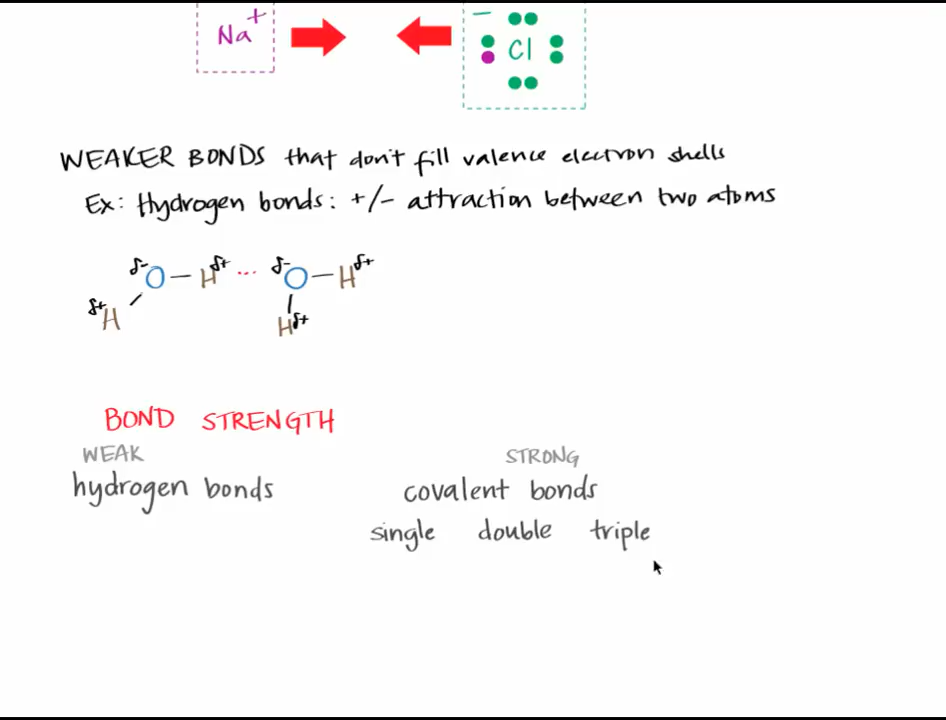 Na+
− Cl
WEAKER BONDS that don't fill valence electron shells
Ex: Hydrogen bonds: +/− attraction between two atoms
δ− O — H δ+ ... δ− O — H δ+
δ+ H H δ+
BOND STRENGTH
WEAK STRONG
hydrogen bonds covalent bonds
single double triple